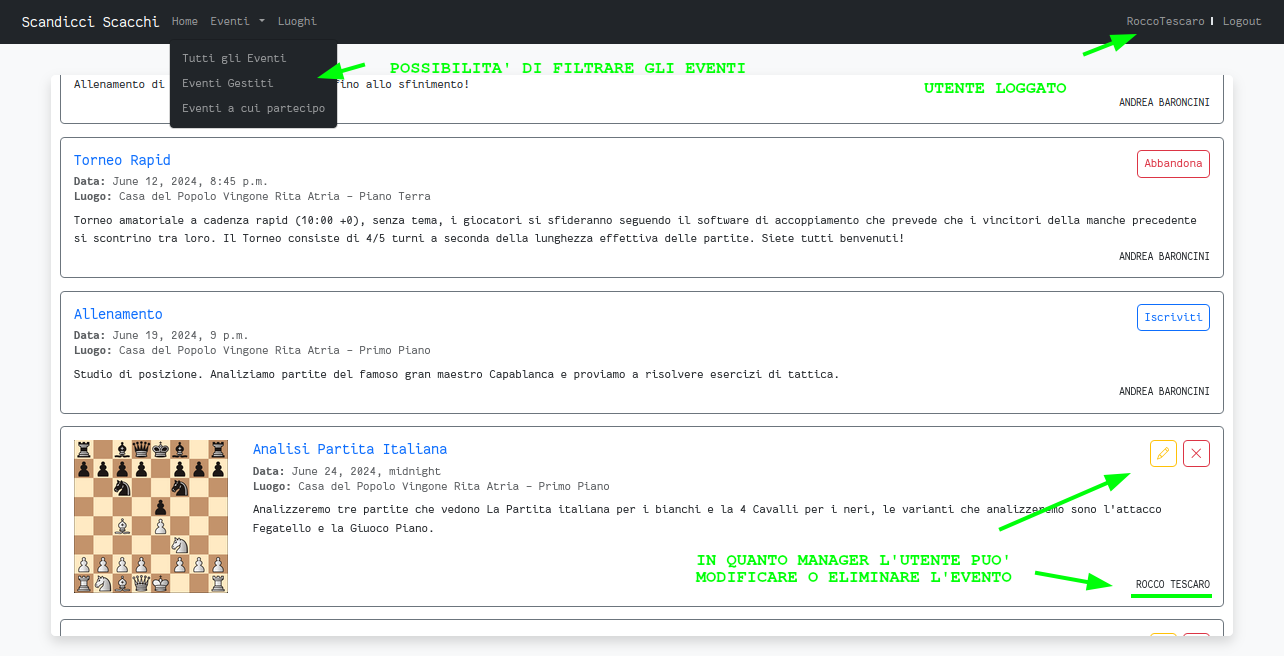 Scandicci Scacchi Home Eventi Luoghi RoccoTescaro Logout
Tutti gli Eventi
Eventi Gestiti
Eventi a cui partecipo
POSSIBILITA' DI FILTRARE GLI EVENTI
UTENTE LOGGATO
Allenamento di fino allo sfinimento!
ANDREA BARONCINI
Torneo Rapid
Abbandona
Data: June 12, 2024, 8:45 p.m.
Luogo: Casa del Popolo Vingone Rita Atria - Piano Terra
Torneo amatoriale a cadenza rapid (10:00 +0), senza tema, i giocatori si sfideranno seguendo il software di accoppiamento che prevede che i vincitori della manche precedente
si scontrino tra loro. Il Torneo consiste di 4/5 turni a seconda della lunghezza effettiva delle partite. Siete tutti benvenuti!
ANDREA BARONCINI
Allenamento
Iscriviti
Data: June 19, 2024, 9 p.m.
Luogo: Casa del Popolo Vingone Rita Atria - Primo Piano
Studio di posizione. Analiziamo partite del famoso gran maestro Capablanca e proviamo a risolvere esercizi di tattica.
ANDREA BARONCINI
Analisi Partita Italiana
Data: June 24, 2024, midnight
Luogo: Casa del Popolo Vingone Rita Atria - Primo Piano
Analizzeremo tre partite che vedono La Partita italiana per i bianchi e la 4 Cavalli per i neri, le varianti che analizzeremo sono l'attacco
Fegatello e la Giuoco Piano.
IN QUANTO MANAGER L'UTENTE PUO'
MODIFICARE O ELIMINARE L'EVENTO
ROCCO TESCARO